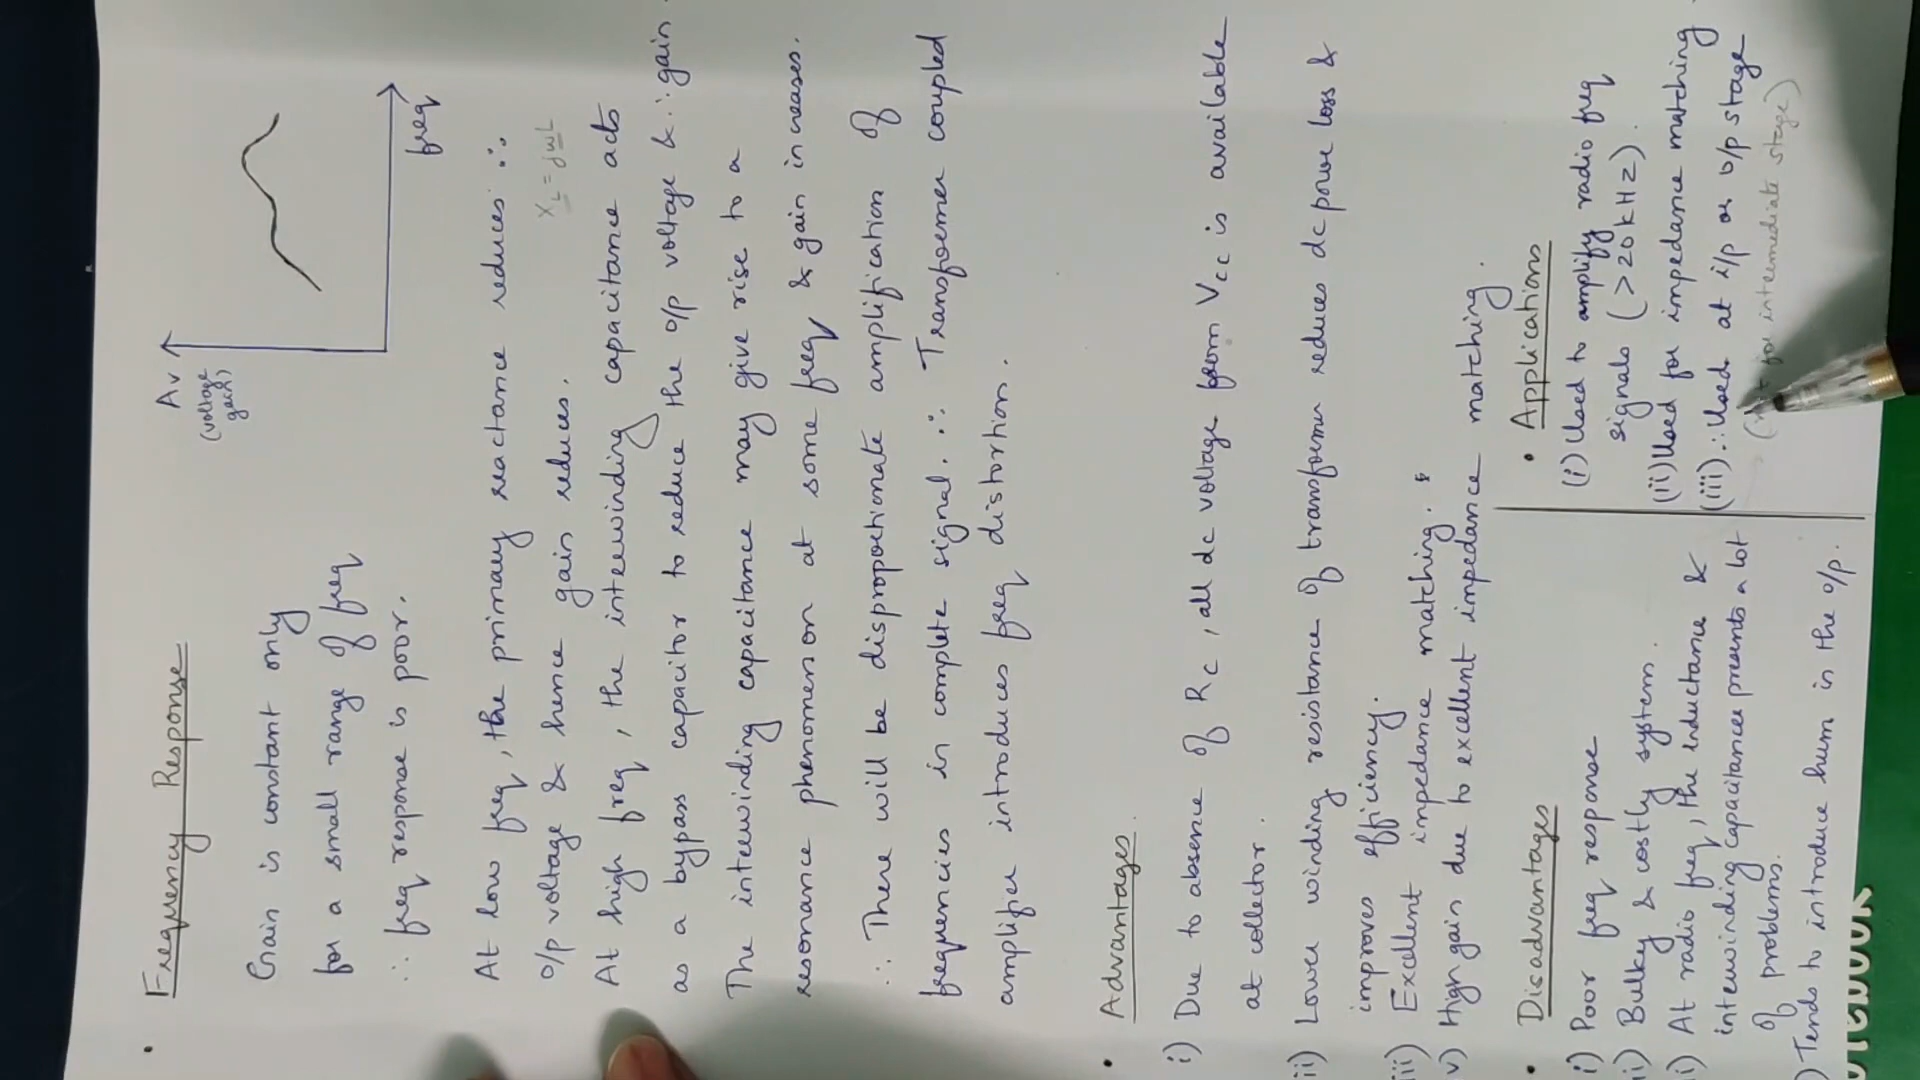 • Frequency Response
Gain is constant only
for a small range of freq
∴ freq response is poor.
Av
(voltage
gain)
freq
At low freq, the primary reactance reduces ∴
XL = jωL
o/p voltage & hence gain reduces.
At high freq, the interwinding capacitance acts
as a bypass capacitor to reduce the o/p voltage & ∴ gain.
The interwinding capacitance may give rise to a
resonance phenomenon at some freq & gain increases.
∴ There will be disproportionate amplification of
frequencies in complete signal. ∴ Transformer coupled
amplifier introduces freq distortion.
• Advantages.
i) Due to absence of RC, all dc voltage from VCC is available
at collector.
ii) Lower winding resistance of transformer reduces dc power loss &
improves efficiency.
iii) Excellent impedance matching.
v) High gain due to excellent impedance matching.
• Disadvantages
i) Poor freq response
ii) Bulky & costly system.
i) At radio freq, the inductance &
interwinding capacitances presents a lot
of problems.
) Tends to introduce hum in the o/p.
• Applications
(i) Used to amplify radio freq
signals (>20kHz).
(ii) Used for impedance matching
(iii) ∴ Used at i/p or o/p stage
for intermediate stage)